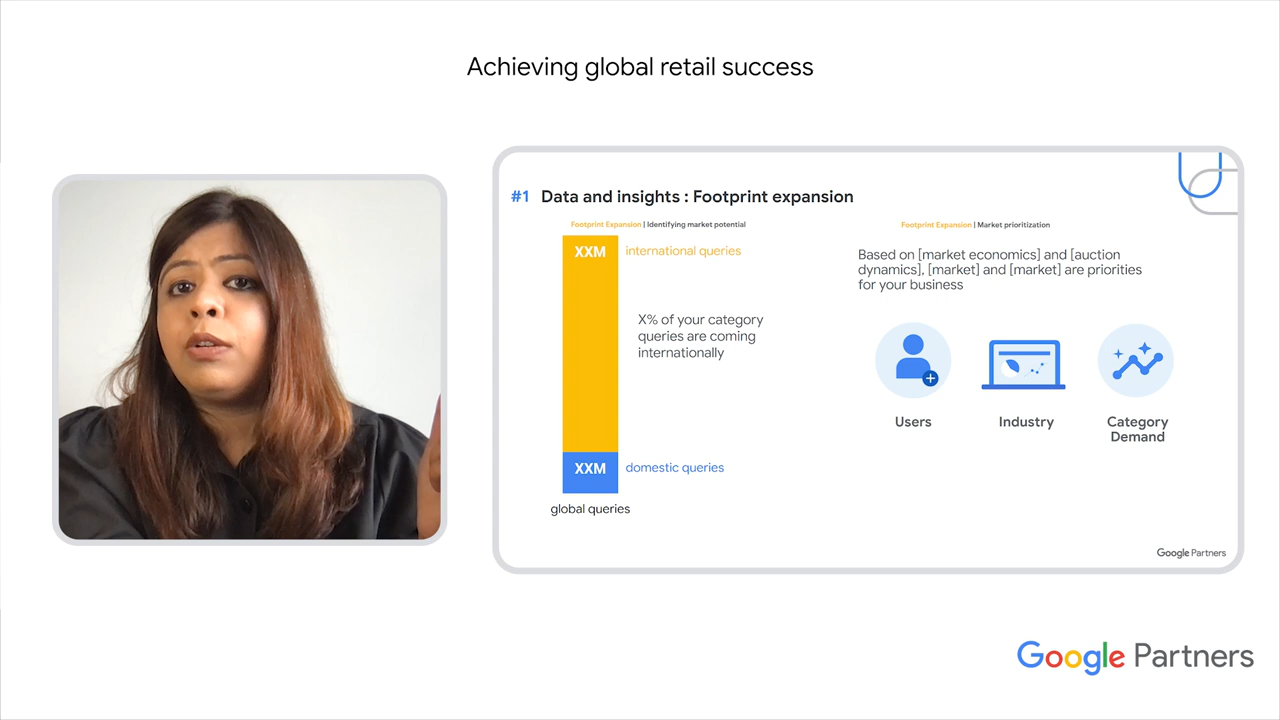 Achieving global retail success
#1 Data and insights : Footprint expansion
Footprint Expansion | Identifying market potential
XXM international queries
X% of your category
queries are coming
internationally
XXM domestic queries
global queries
Footprint Expansion | Market prioritization
Based on [market economics] and [auction
dynamics], [market] and [market] are priorities
for your business
Users
Industry
Category
Demand
Google Partners
Google Partners